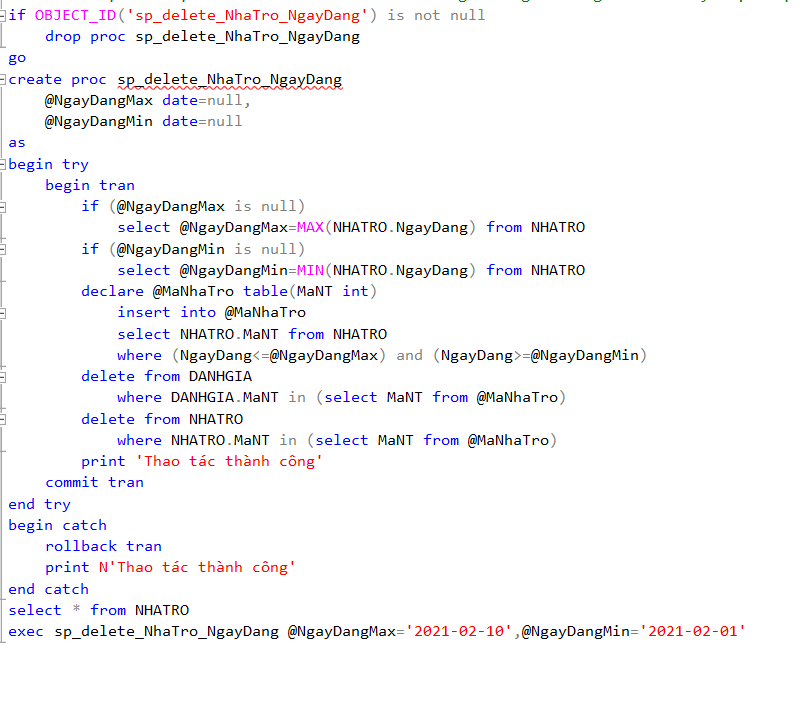 if OBJECT_ID('sp_delete_NhaTro_NgayDang') is not null
drop proc sp_delete_NhaTro_NgayDang
go
create proc sp_delete_NhaTro_NgayDang
@NgayDangMax date=null,
@NgayDangMin date=null
as
begin try
begin tran
if (@NgayDangMax is null)
select @NgayDangMax=MAX(NHATRO.NgayDang) from NHATRO
if (@NgayDangMin is null)
select @NgayDangMin=MIN(NHATRO.NgayDang) from NHATRO
declare @MaNhaTro table(MaNT int)
insert into @MaNhaTro
select NHATRO.MaNT from NHATRO
where (NgayDang<=@NgayDangMax) and (NgayDang>=@NgayDangMin)
delete from DANHGIA
where DANHGIA.MaNT in (select MaNT from @MaNhaTro)
delete from NHATRO
where NHATRO.MaNT in (select MaNT from @MaNhaTro)
print 'Thao tác thành công'
commit tran
end try
begin catch
rollback tran
print N'Thao tác thành công'
end catch
select * from NHATRO
exec sp_delete_NhaTro_NgayDang @NgayDangMax='2021-02-10',@NgayDangMin='2021-02-01'